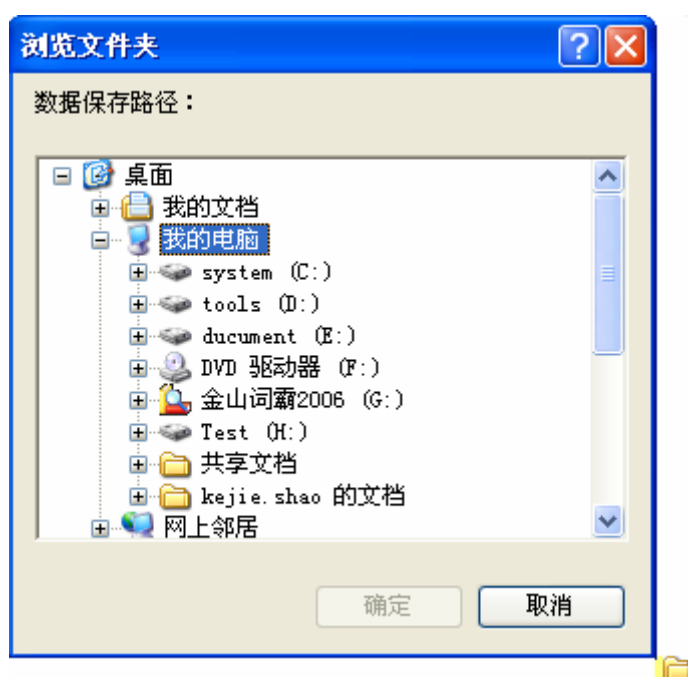 浏览文件夹
数据保存路径：
桌面
我的文档
我的电脑
system (C:)
tools (D:)
ducument (E:)
DVD 驱动器 (F:)
金山词霸2006 (G:)
Test (H:)
共享文档
kejie.shao 的文档
网上邻居
确定 取消